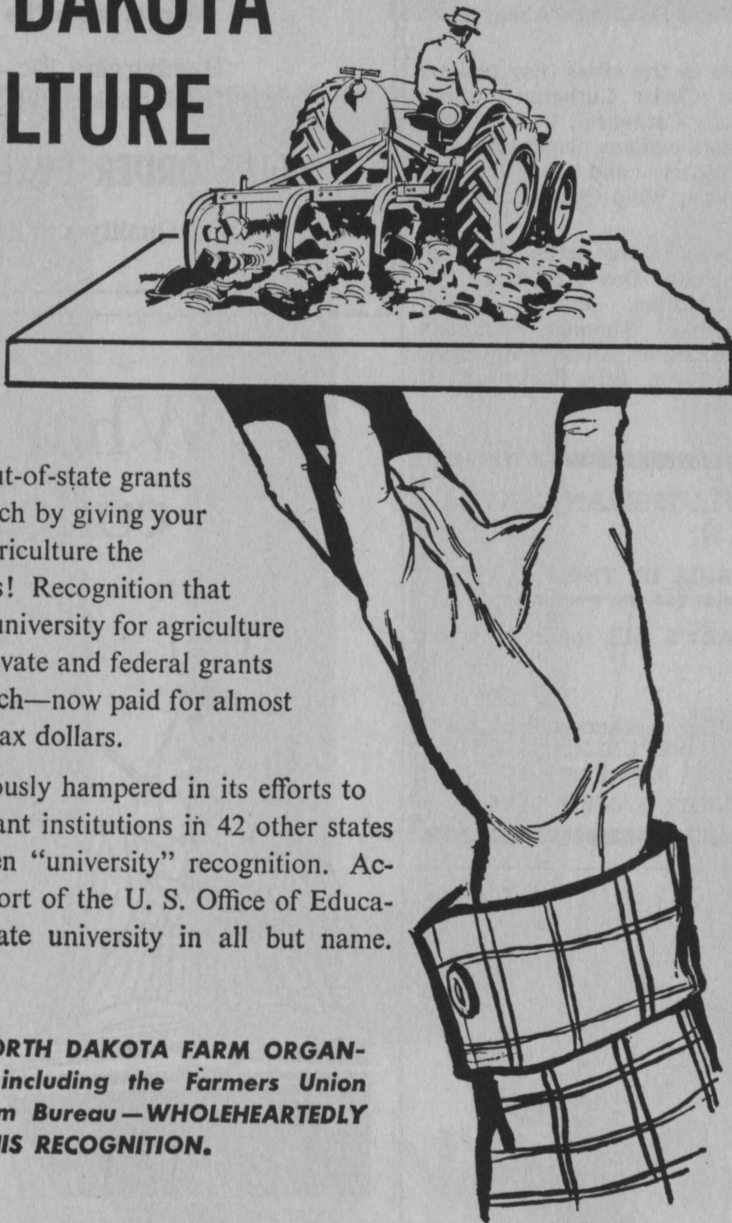 DAKOTA
LTURE
ut-of-state grants
ch by giving your
riculture the
s! Recognition that
university for agriculture
vate and federal grants
ch—now paid for almost
ax dollars.
ously hampered in its efforts to
ant institutions in 42 other states
en “university” recognition. Ac-
ort of the U. S. Office of Educa-
ate university in all but name.
ORTH DAKOTA FARM ORGAN-
including the Farmers Union
m Bureau—WHOLEHEARTEDLY
IS RECOGNITION.